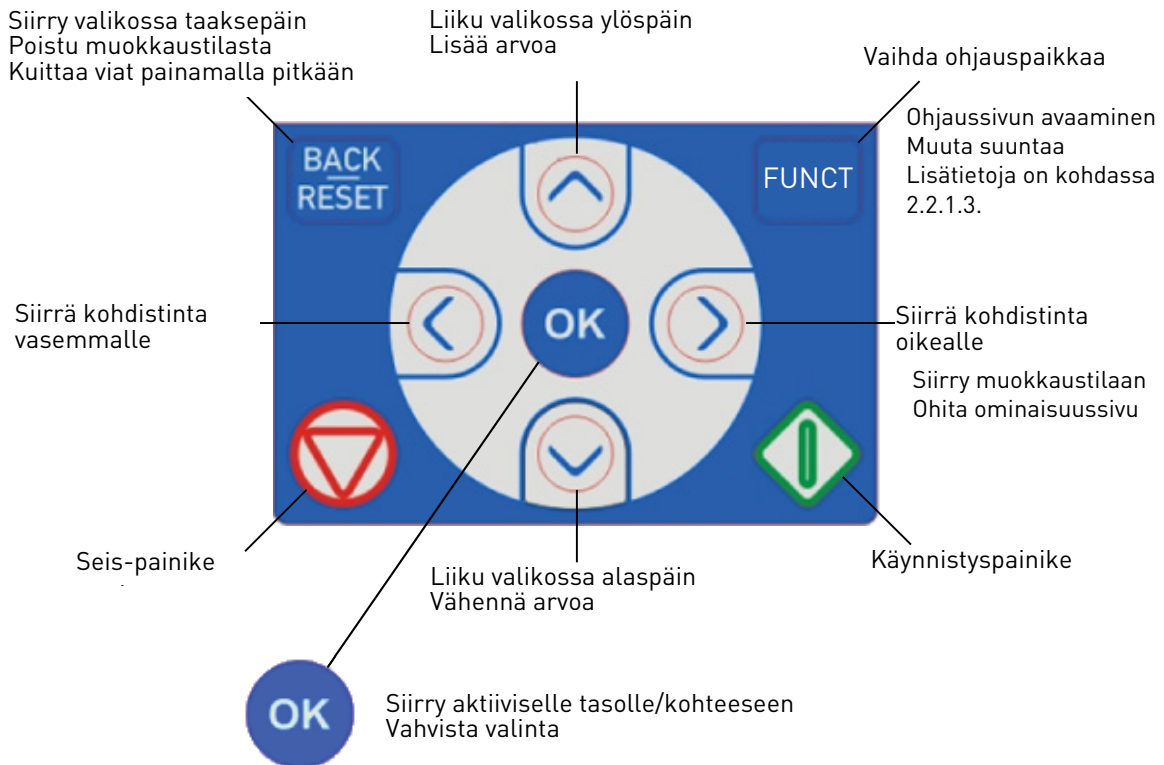 Siirry valikossa taaksepäin
Poistu muokkaustilasta
Kuittaa viat painamalla pitkään
Liiku valikossa ylöspäin
Lisää arvoa
Vaihda ohjauspaikkaa
Ohjaussivun avaaminen
Muuta suuntaa
Lisätietoja on kohdassa
2.2.1.3.
BACK
RESET
FUNCT
Siirrä kohdistinta
vasemmalle
OK
Siirrä kohdistinta
oikealle
Siirry muokkaustilaan
Ohita ominaisuussivu
Seis-painike
Liiku valikossa alaspäin
Vähennä arvoa
Käynnistyspainike
OK
Siirry aktiiviselle tasolle/kohteeseen
Vahvista valinta